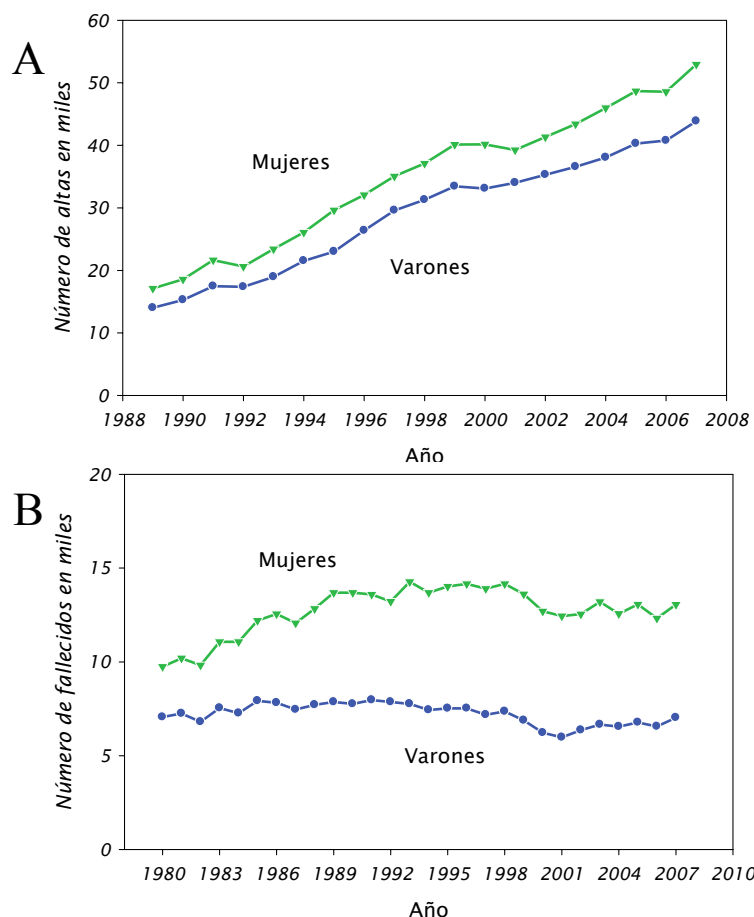 A
Número de altas en miles
60
50
40
30
20
10
0
Mujeres
Varones
1988 1990 1992 1994 1996 1998 2000 2002 2004 2006 2008
Año
B
Número de fallecidos en miles
20
15
10
5
0
Mujeres
Varones
1980 1983 1986 1989 1992 1995 1998 2001 2004 2007 2010
Año